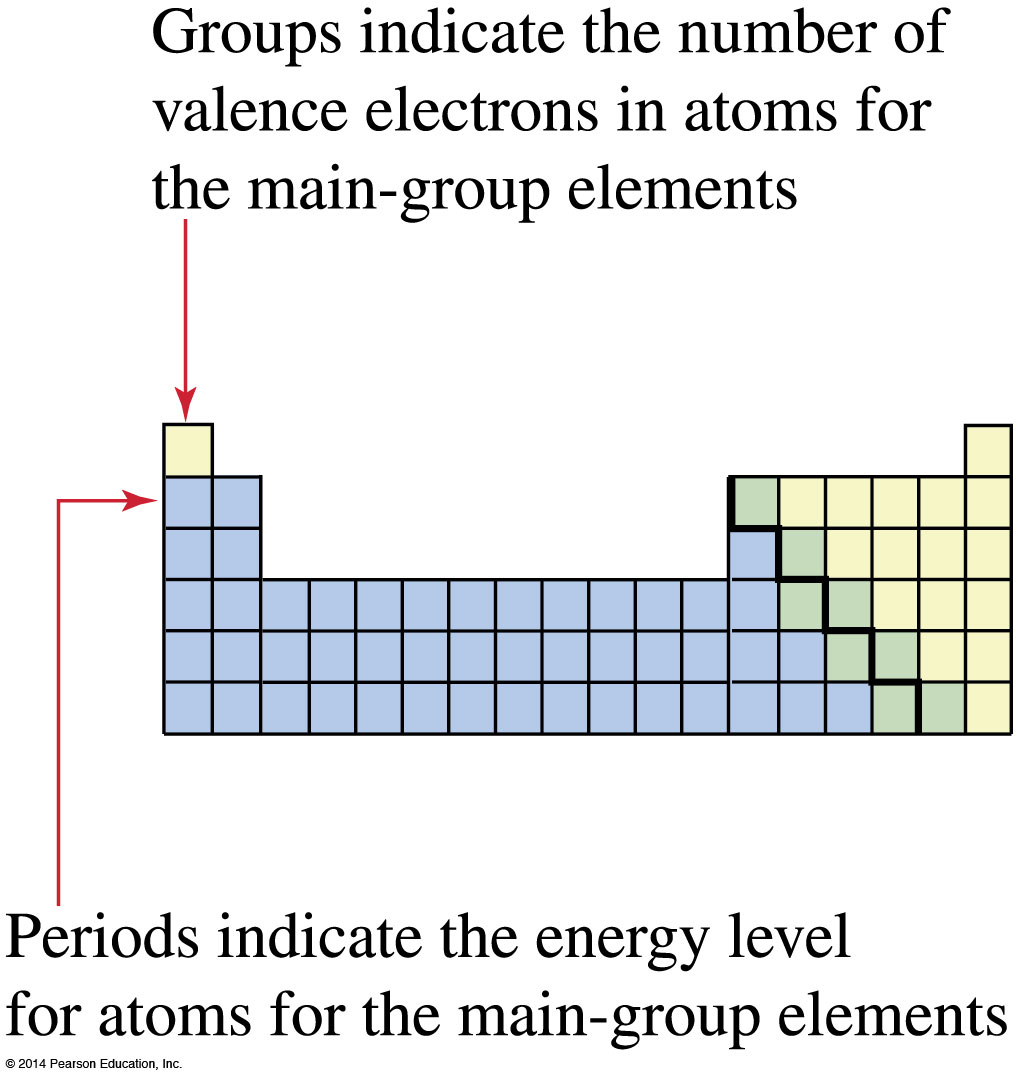 Groups indicate the number of
valence electrons in atoms for
the main-group elements
Periods indicate the energy level
for atoms for the main-group elements
© 2014 Pearson Education, Inc.